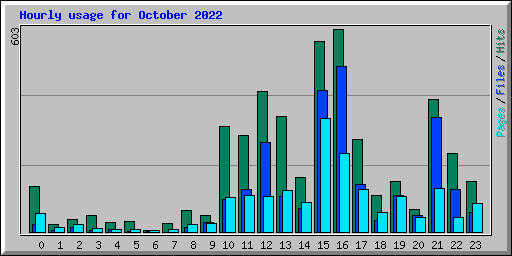 Hourly usage for October 2022
603
Pages/Files/Hits
0 1 2 3 4 5 6 7 8 9 10 11 12 13 14 15 16 17 18 19 20 21 22 23